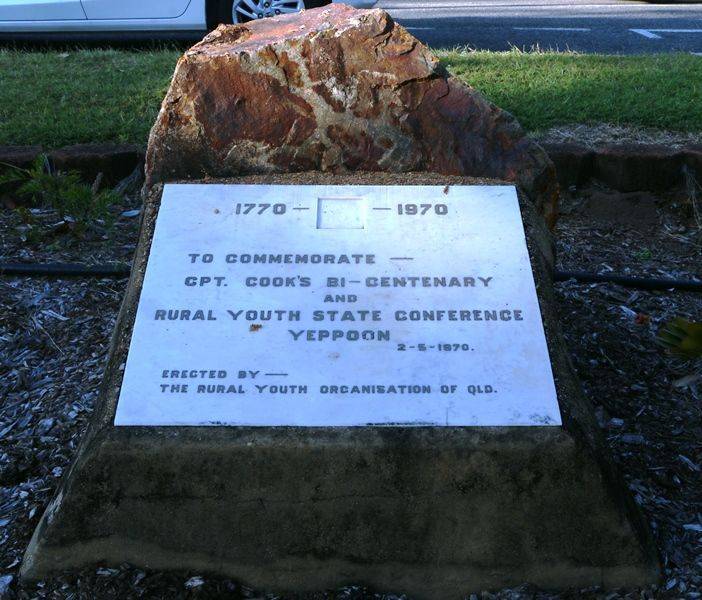 1770 — — 1970
TO COMMEMORATE —
CPT. COOK'S BI-CENTENARY
AND
RURAL YOUTH STATE CONFERENCE
YEPPOON
2-5-1970.
ERECTED BY —
THE RURAL YOUTH ORGANISATION OF QLD.